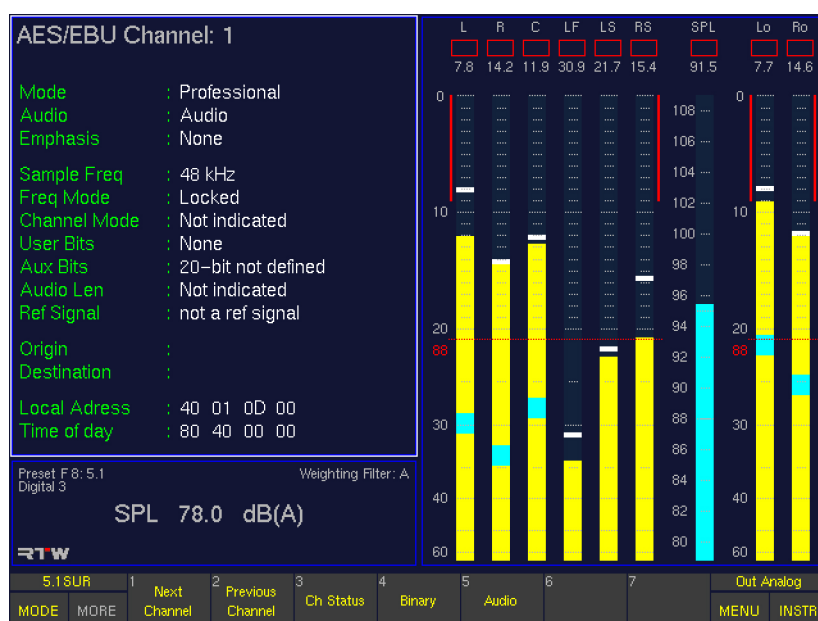 AES/EBU Channel: 1
Mode : Professional
Audio : Audio
Emphasis : None
Sample Freq : 48 kHz
Freq Mode : Locked
Channel Mode : Not indicated
User Bits : None
Aux Bits : 20-bit not defined
Audio Len : Not indicated
Ref Signal : not a ref signal
Origin :
Destination :
Local Adress : 40 01 0D 00
Time of day : 80 40 00 00
Preset F 8: 5.1 Weighting Filter: A
Digital 3
SPL 78.0 dB(A)
RTW
L R C LF LS RS SPL Lo Ro
7.8 14.2 11.9 30.9 21.7 15.4 91.5 7.7 14.6
0 108 0
106
104
102
10 100 10
98
96
20 94 20
88 92 88
90
30 88 30
86
84
40 82 40
80
60 60
5.1SUR 1 Next Channel 2 Previous Channel 3 Ch Status 4 Binary 5 Audio 6 7 Out Analog
MODE MORE MENU INSTR